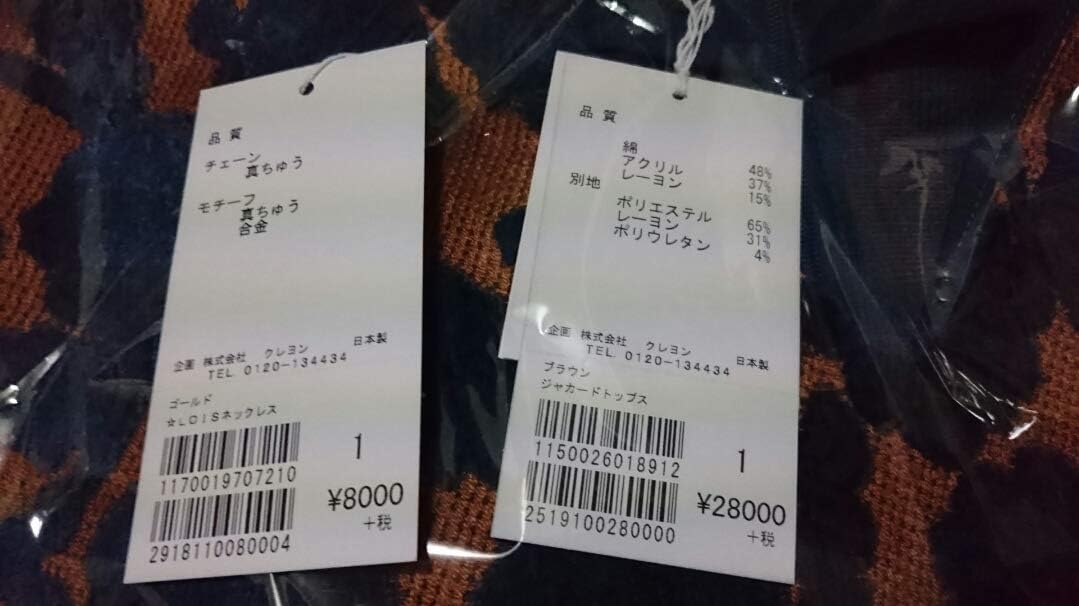 品質
チェーン
真ちゅう
モチーフ
真ちゅう
合金
企画 株式会社 クレヨン 日本製
TEL. 0120-134434
ゴールド
☆LOISネックレス
1170019707210
1
2918110080004
¥8000
+税
品質
綿 48%
アクリル 37%
レーヨン 15%
別地
ポリエステル 65%
レーヨン 31%
ポリウレタン 4%
企画 株式会社 クレヨン 日本製
TEL. 0120-134434
ブラウン
ジャカードトップス
1150026018912
1
2519100280000
¥28000
+税